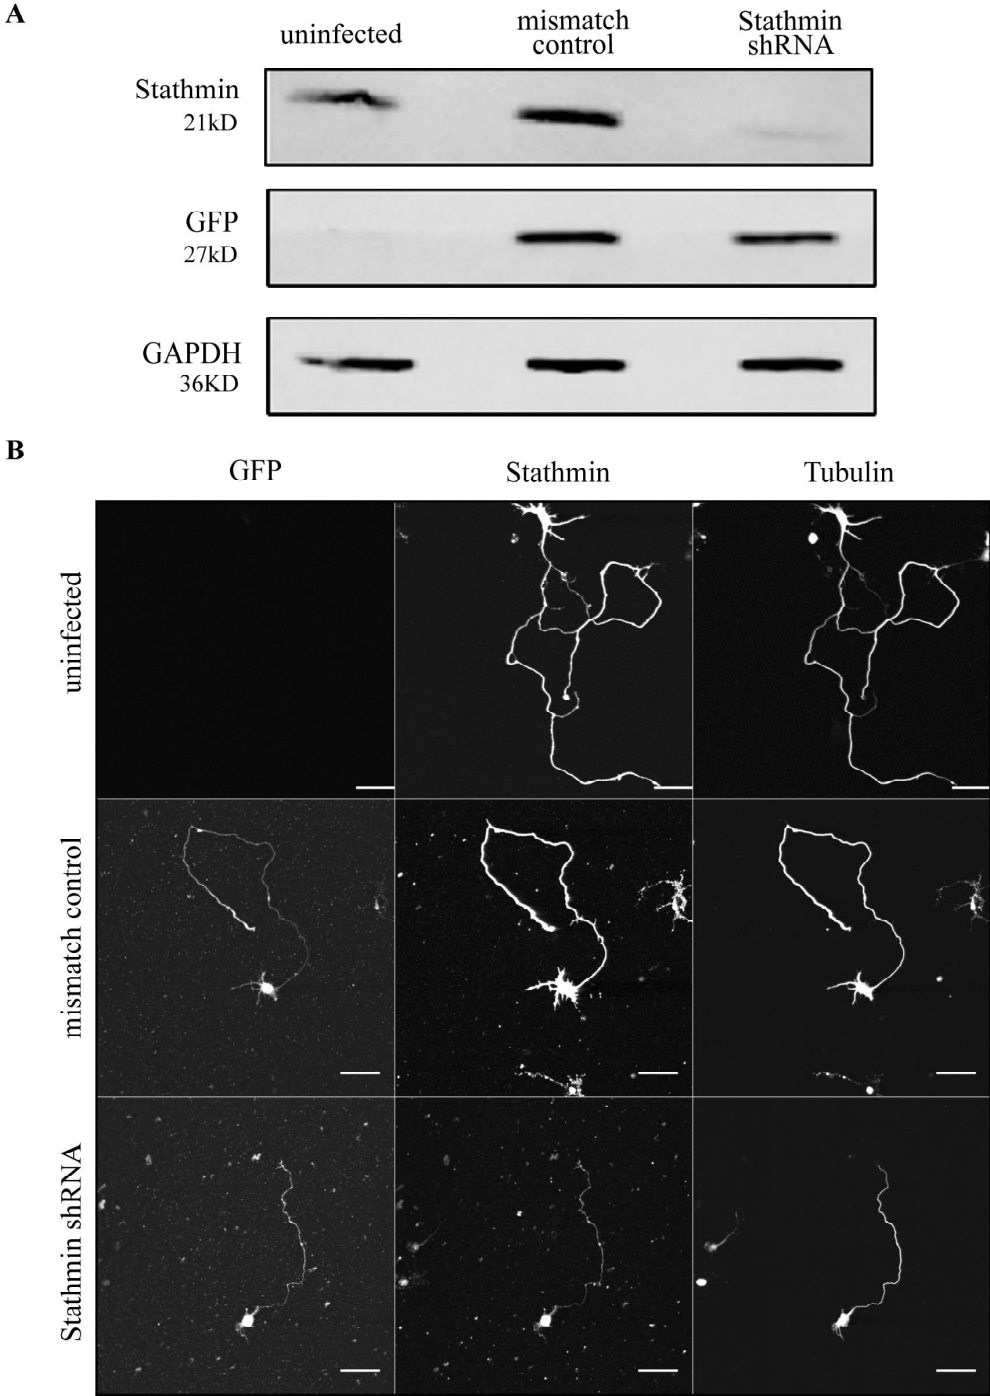 A
uninfected
mismatch
control
Stathmin
shRNA
Stathmin
21kD
GFP
27kD
GAPDH
36KD
B
GFP
Stathmin
Tubulin
uninfected
mismatch control
Stathmin shRNA